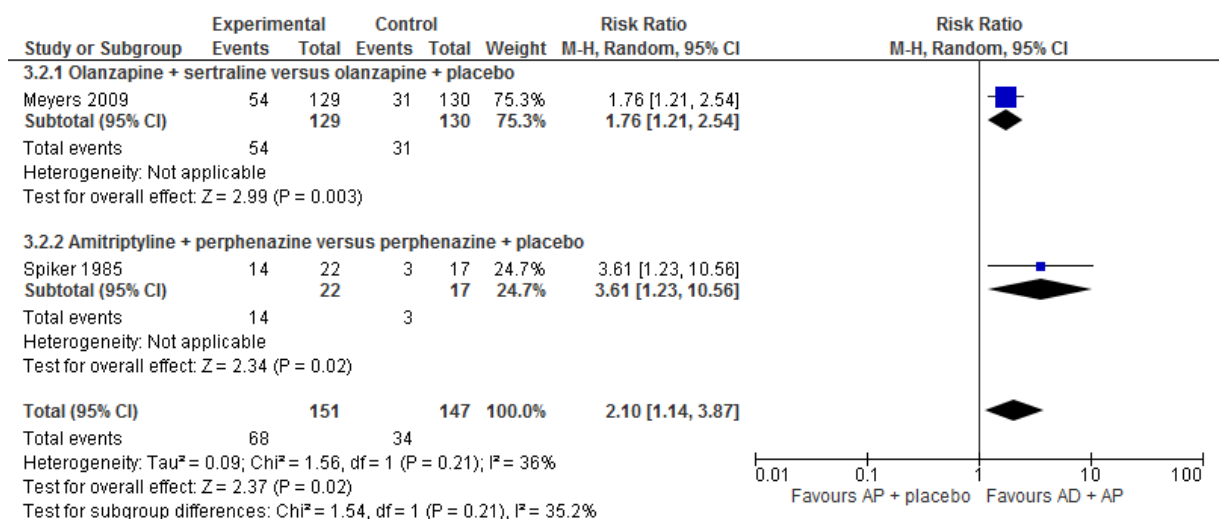 Experimental Control Risk Ratio Risk Ratio
Study or Subgroup Events Total Events Total Weight M-H, Random, 95% CI M-H, Random, 95% CI
3.2.1 Olanzapine + sertraline versus olanzapine + placebo
Meyers 2009 54 129 31 130 75.3% 1.76 [1.21, 2.54]
Subtotal (95% CI) 129 130 75.3% 1.76 [1.21, 2.54]
Total events 54 31
Heterogeneity: Not applicable
Test for overall effect: Z = 2.99 (P = 0.003)
3.2.2 Amitriptyline + perphenazine versus perphenazine + placebo
Spiker 1985 14 22 3 17 24.7% 3.61 [1.23, 10.56]
Subtotal (95% CI) 22 17 24.7% 3.61 [1.23, 10.56]
Total events 14 3
Heterogeneity: Not applicable
Test for overall effect: Z = 2.34 (P = 0.02)
Total (95% CI) 151 147 100.0% 2.10 [1.14, 3.87]
Total events 68 34
Heterogeneity: Tau² = 0.09; Chi² = 1.56, df = 1 (P = 0.21); I² = 36%
Test for overall effect: Z = 2.37 (P = 0.02)
Test for subgroup differences: Chi² = 1.54, df = 1 (P = 0.21), I² = 35.2%
0.01 0.1 1 10 100
Favours AP + placebo Favours AD + AP